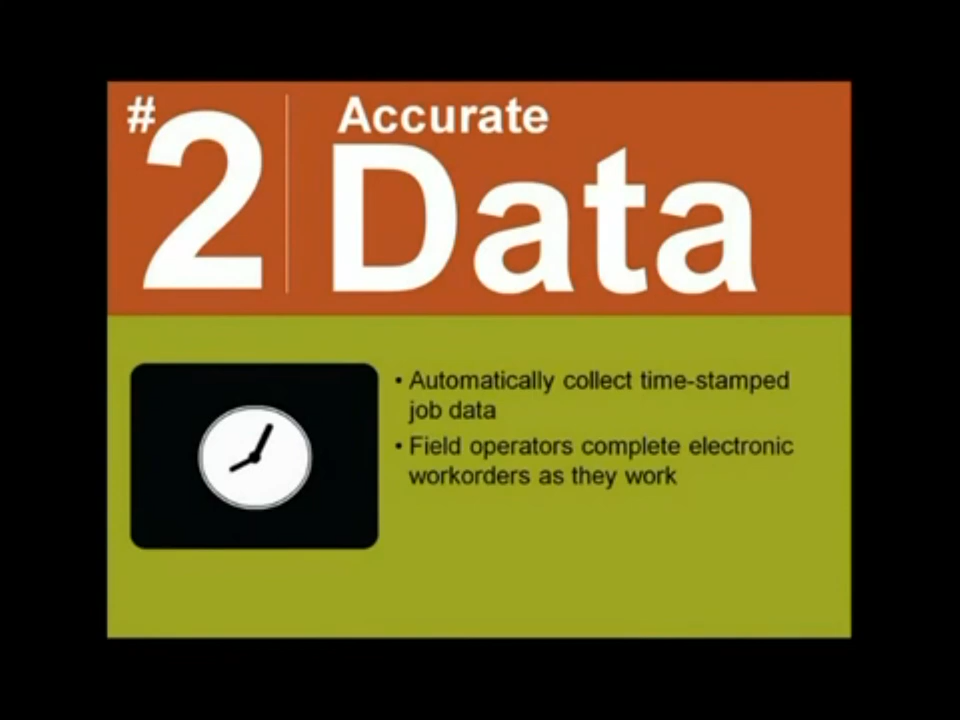 #2
Accurate
Data
• Automatically collect time-stamped
job data
• Field operators complete electronic
workorders as they work